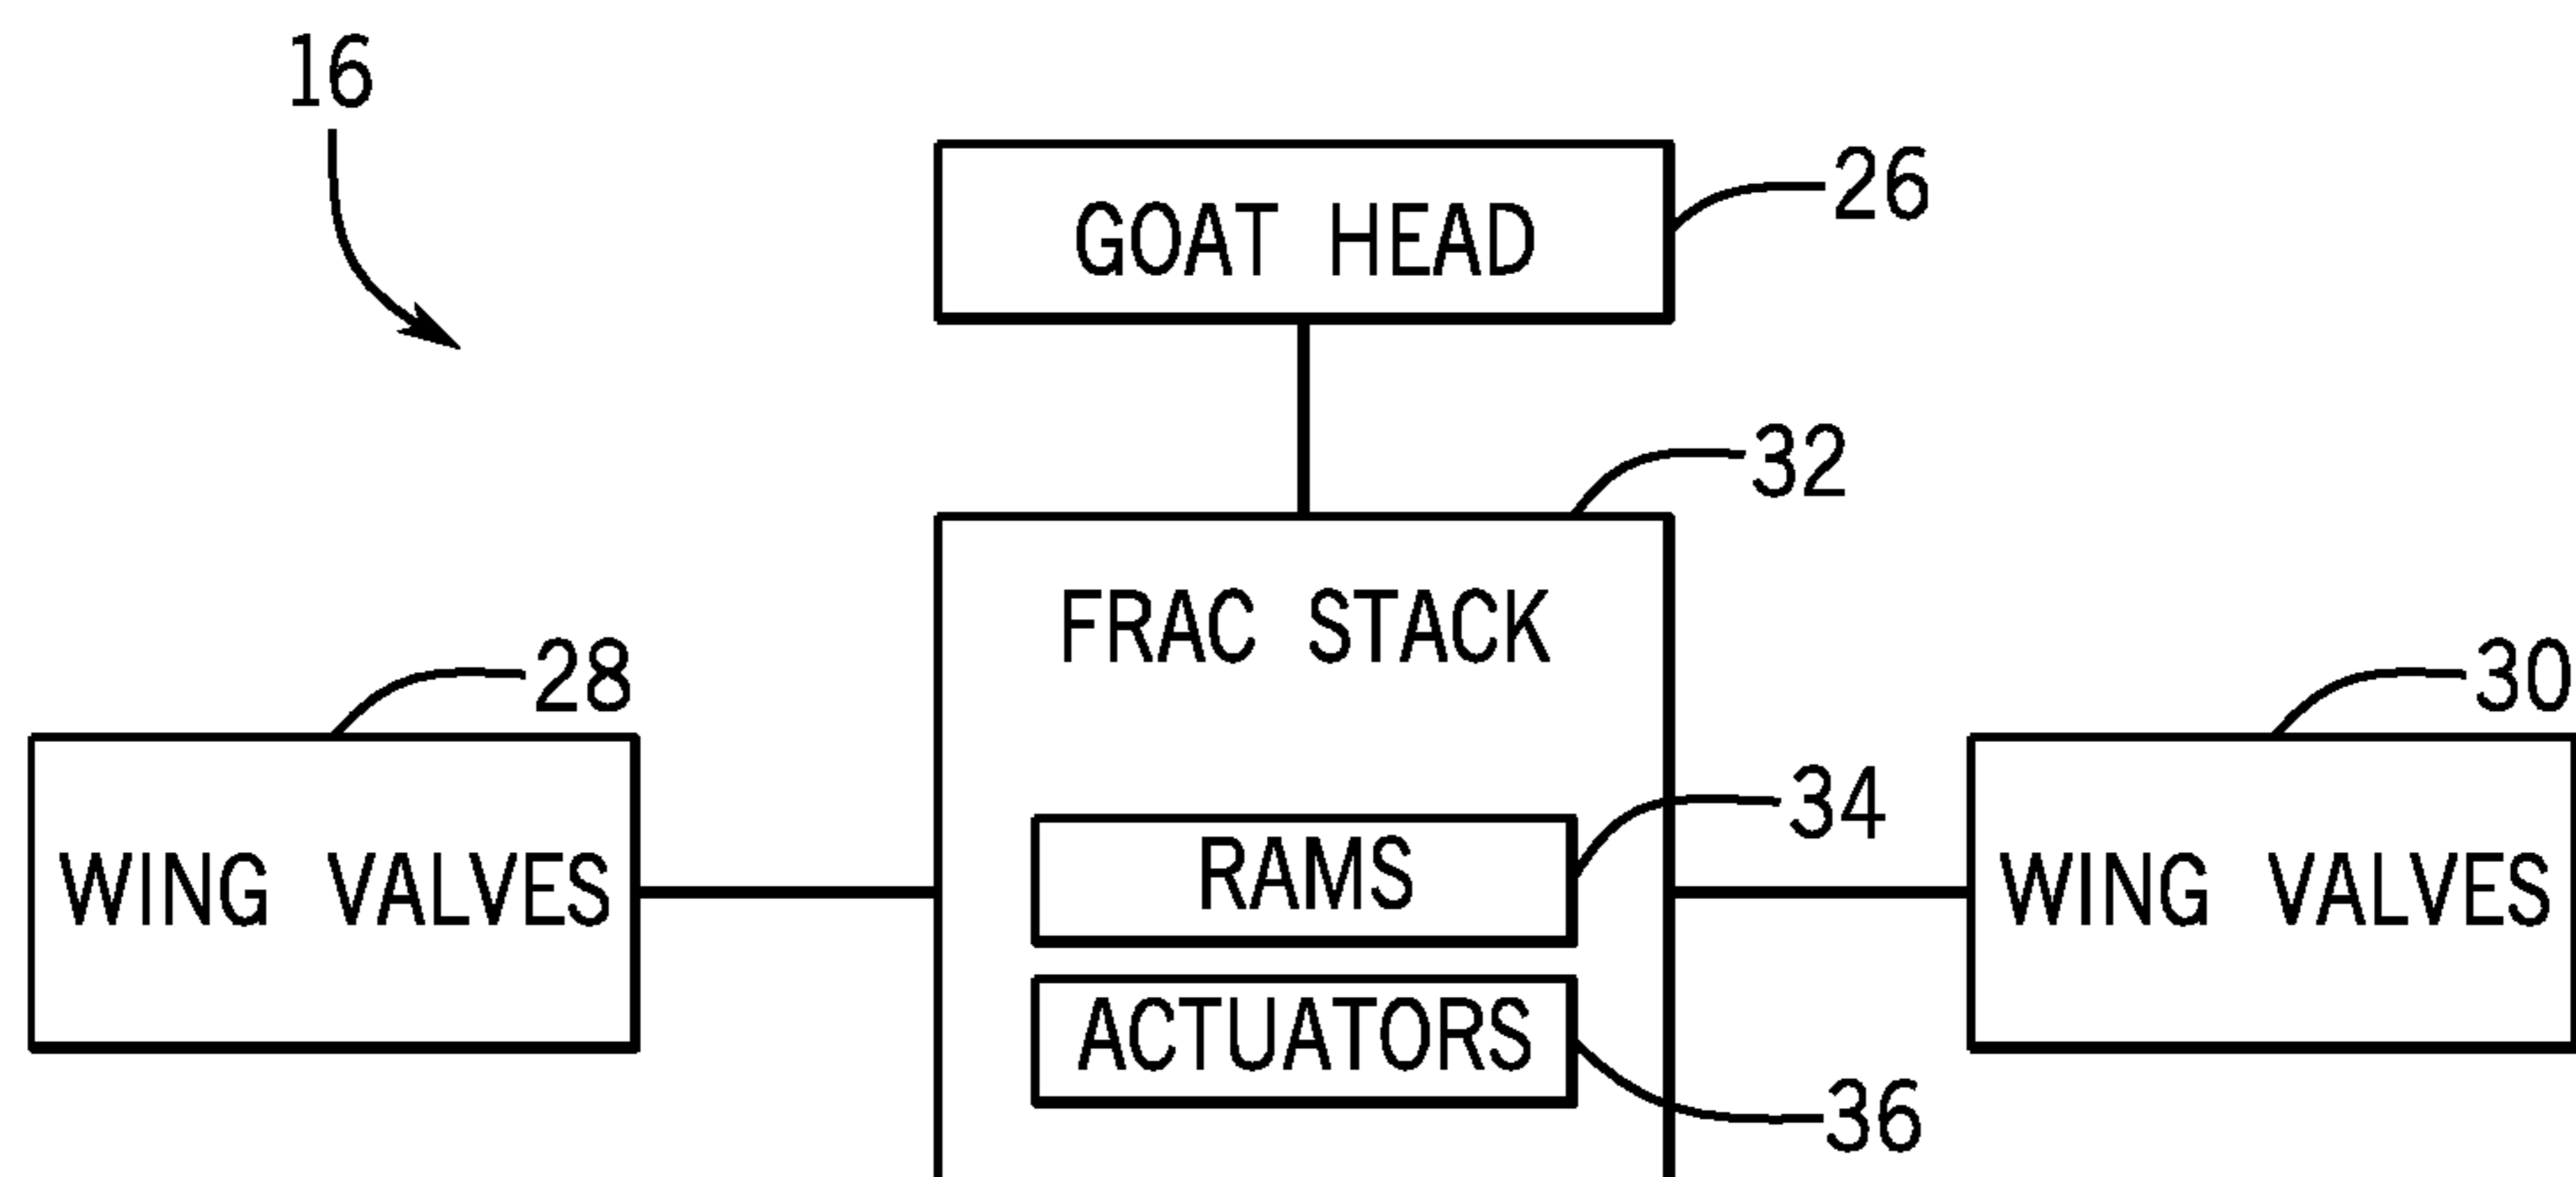 16
GOAT HEAD
26
32
FRAC STACK
28
30
34
WING VALVES
RAMS
WING VALVES
ACTUATORS
36